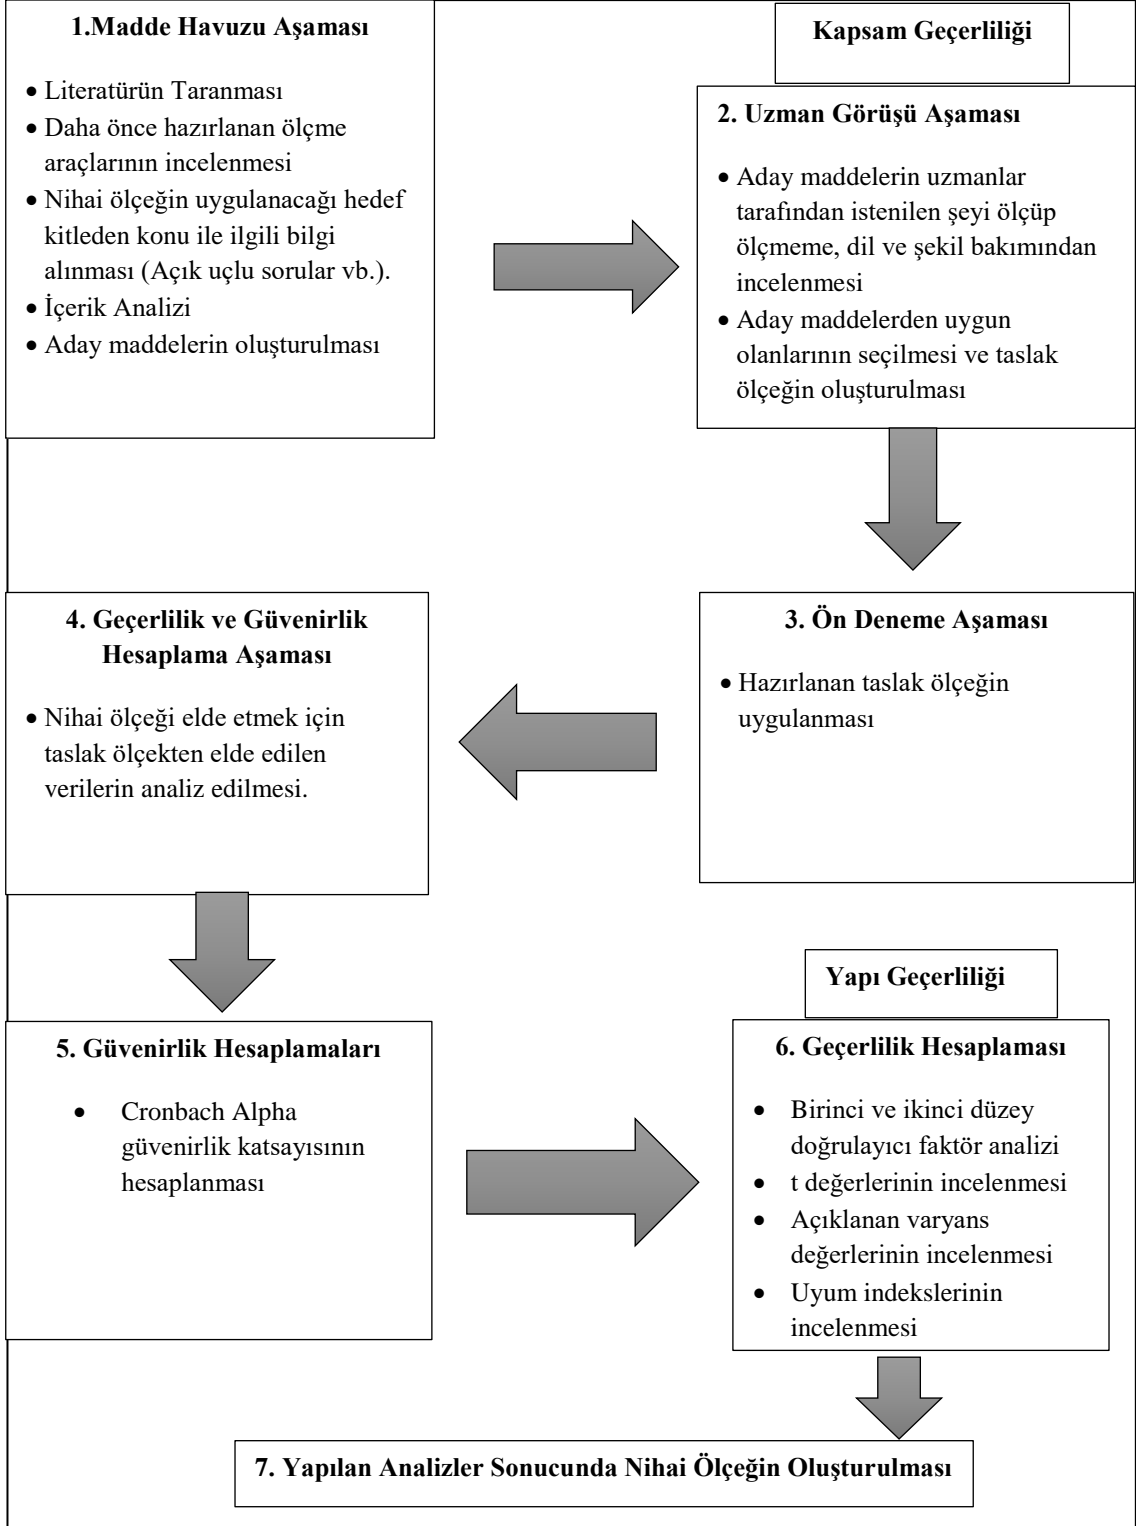 1.Madde Havuzu Aşaması
• Literatürün Taranması
• Daha önce hazırlanan ölçme
araçlarının incelenmesi
• Nihai ölçeğin uygulanacağı hedef
kitleden konu ile ilgili bilgi
alınması (Açık uçlu sorular vb.).
• İçerik Analizi
• Aday maddelerin oluşturulması
Kapsam Geçerliliği
2. Uzman Görüşü Aşaması
• Aday maddelerin uzmanlar
tarafından istenilen şeyi ölçüp
ölçmeme, dil ve şekil bakımından
incelenmesi
• Aday maddelerden uygun
olanlarının seçilmesi ve taslak
ölçeğin oluşturulması
3. Ön Deneme Aşaması
• Hazırlanan taslak ölçeğin
uygulanması
4. Geçerlilik ve Güvenirlik
Hesaplama Aşaması
• Nihai ölçeği elde etmek için
taslak ölçekten elde edilen
verilerin analiz edilmesi.
5. Güvenirlik Hesaplamaları
• Cronbach Alpha
güvenirlik katsayısının
hesaplanması
Yapı Geçerliliği
6. Geçerlilik Hesaplaması
• Birinci ve ikinci düzey
doğrulayıcı faktör analizi
• t değerlerinin incelenmesi
• Açıklanan varyans
değerlerinin incelenmesi
• Uyum indekslerinin
incelenmesi
7. Yapılan Analizler Sonucunda Nihai Ölçeğin Oluşturulması